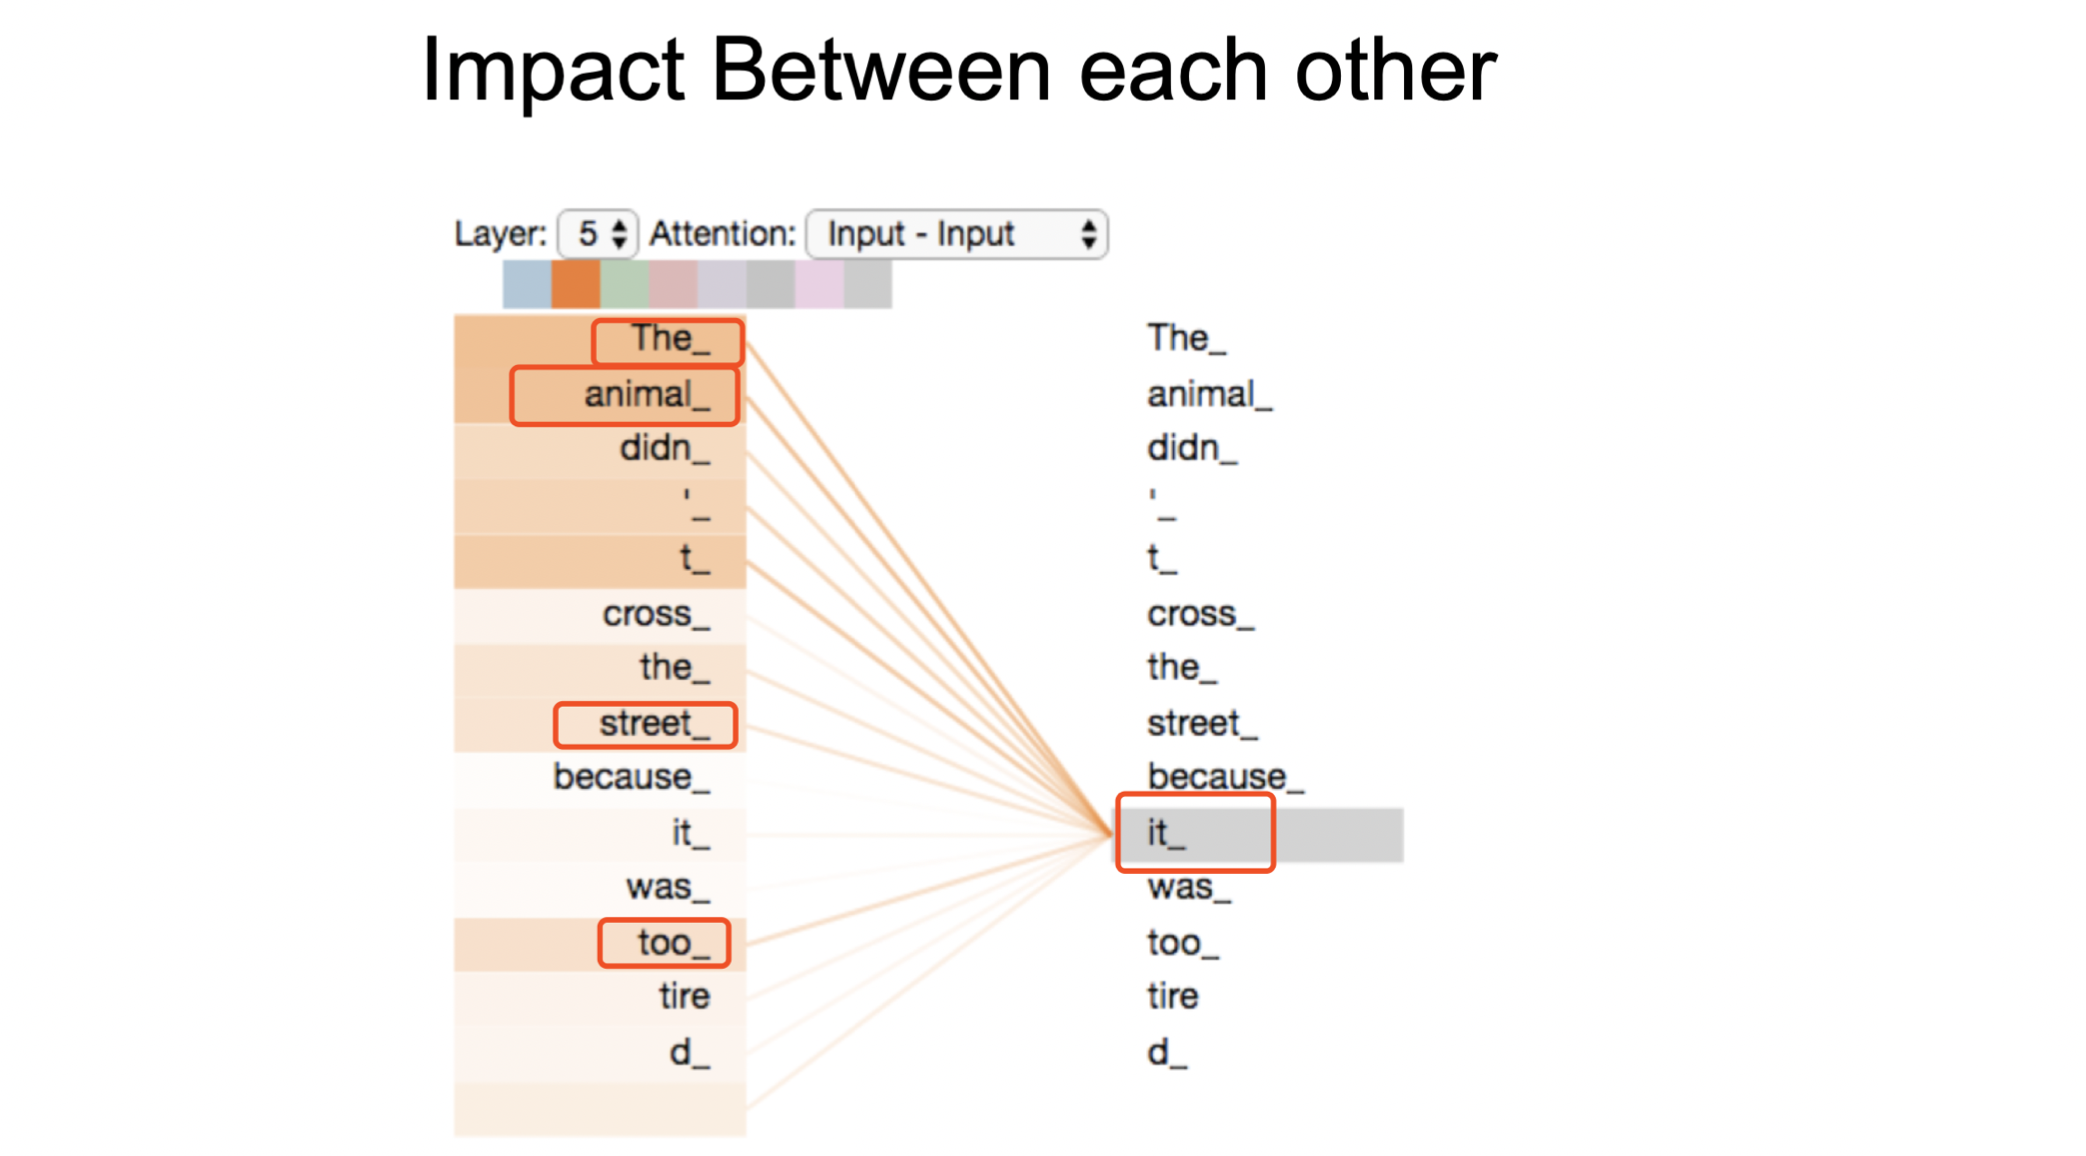 Impact Between each other
Layer: 5 Attention: Input - Input
The_ The_
animal_ animal_
didn_ didn_
'_ '_
t_ t_
cross_ cross_
the_ the_
street_ street_
because_ because_
it_ it_
was_ was_
too_ too_
tire tire
d_ d_